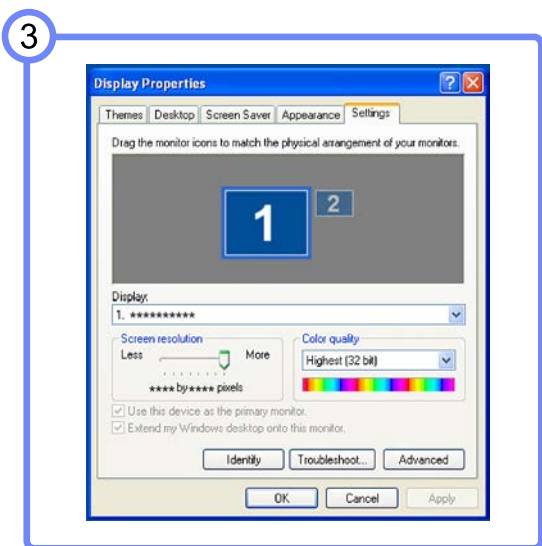 3
Display Properties
Themes Desktop Screen Saver Appearance Settings
Drag the monitor icons to match the physical arrangement of your monitors.
1 2
Display:
1. **********
Screen resolution
Less More
**** by **** pixels
Color quality
Highest (32 bit)
Use this device as the primary monitor.
Extend my Windows desktop onto this monitor.
Identify Troubleshoot... Advanced
OK Cancel Apply